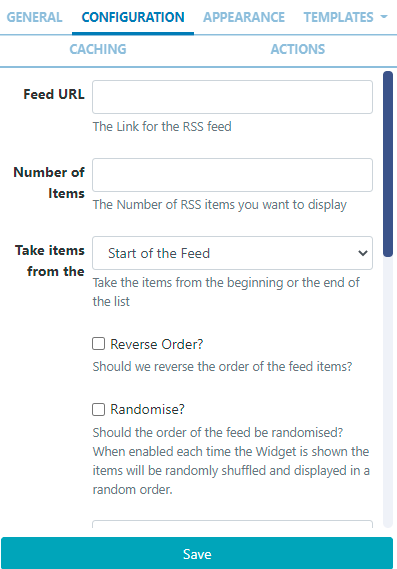 GENERAL CONFIGURATION APPEARANCE TEMPLATES
CACHING ACTIONS
Feed URL
The Link for the RSS feed
Number of
Items
The Number of RSS items you want to display
Take items
from the
Start of the Feed
Take the items from the beginning or the end of
the list
Reverse Order?
Should we reverse the order of the feed items?
Randomise?
Should the order of the feed be randomised?
When enabled each time the Widget is shown the
items will be randomly shuffled and displayed in a
random order.
Save